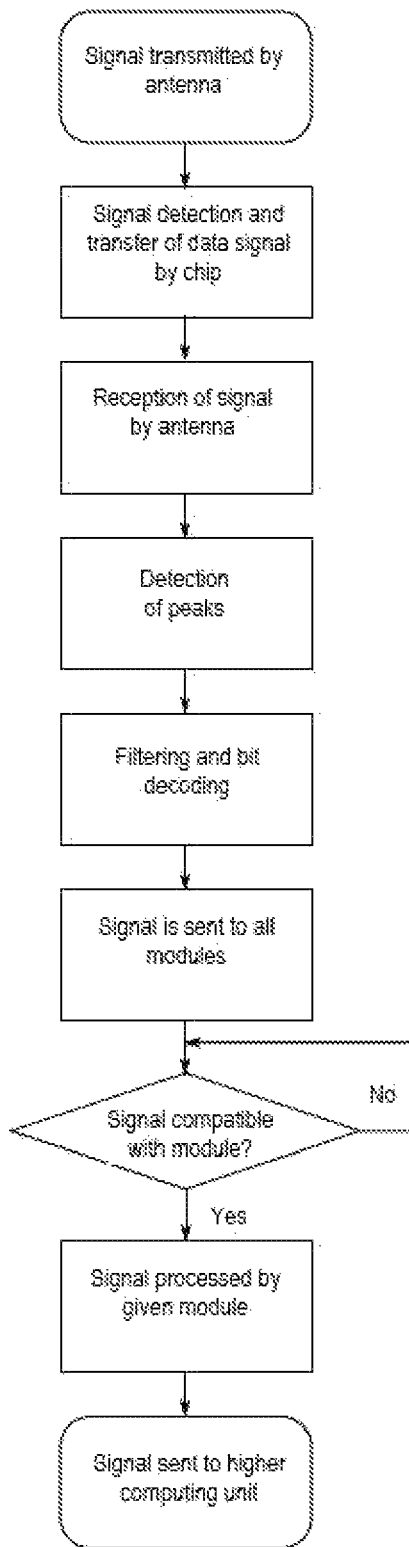 Signal transmitted by
antenna
Signal detection and
transfer of data signal
by chip
Reception of signal
by antenna
Detection
of peaks
Filtering and bit
decoding
Signal is sent to all
modules
No
Signal compatible
with module?
Yes
Signal processed by
given module
Signal sent to higher
computing unit